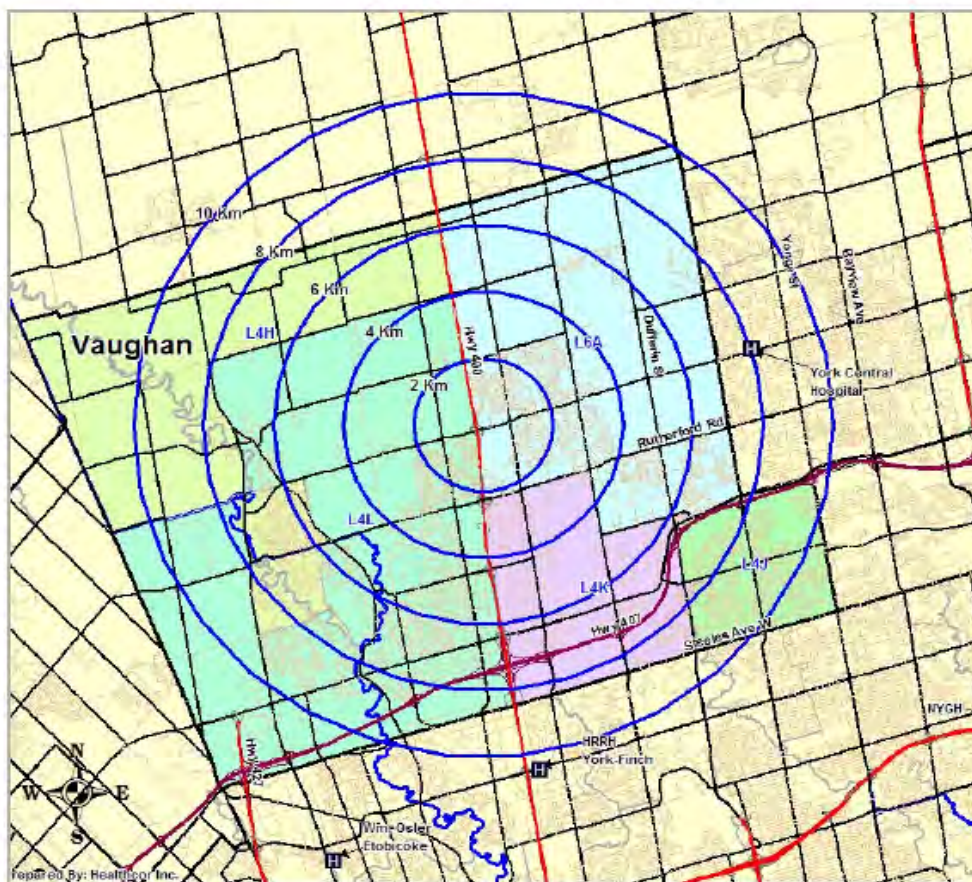 10 Km
8 Km
6 Km
L4H
4 Km
Vaughan
Hwy 400
L6A
Dufferin St
Yonge St
Bayview Ave
2 Km
H
York Central
Hospital
Rutherford Rd
L4L
L4K
L4J
Hwy 407
Steeles Ave W
NYGH
HRRH
York-Finch
H
N
W
E
S
Hwy 427
Wm-Osler
Etobicoke
H
Prepared By: Healthcor Inc.